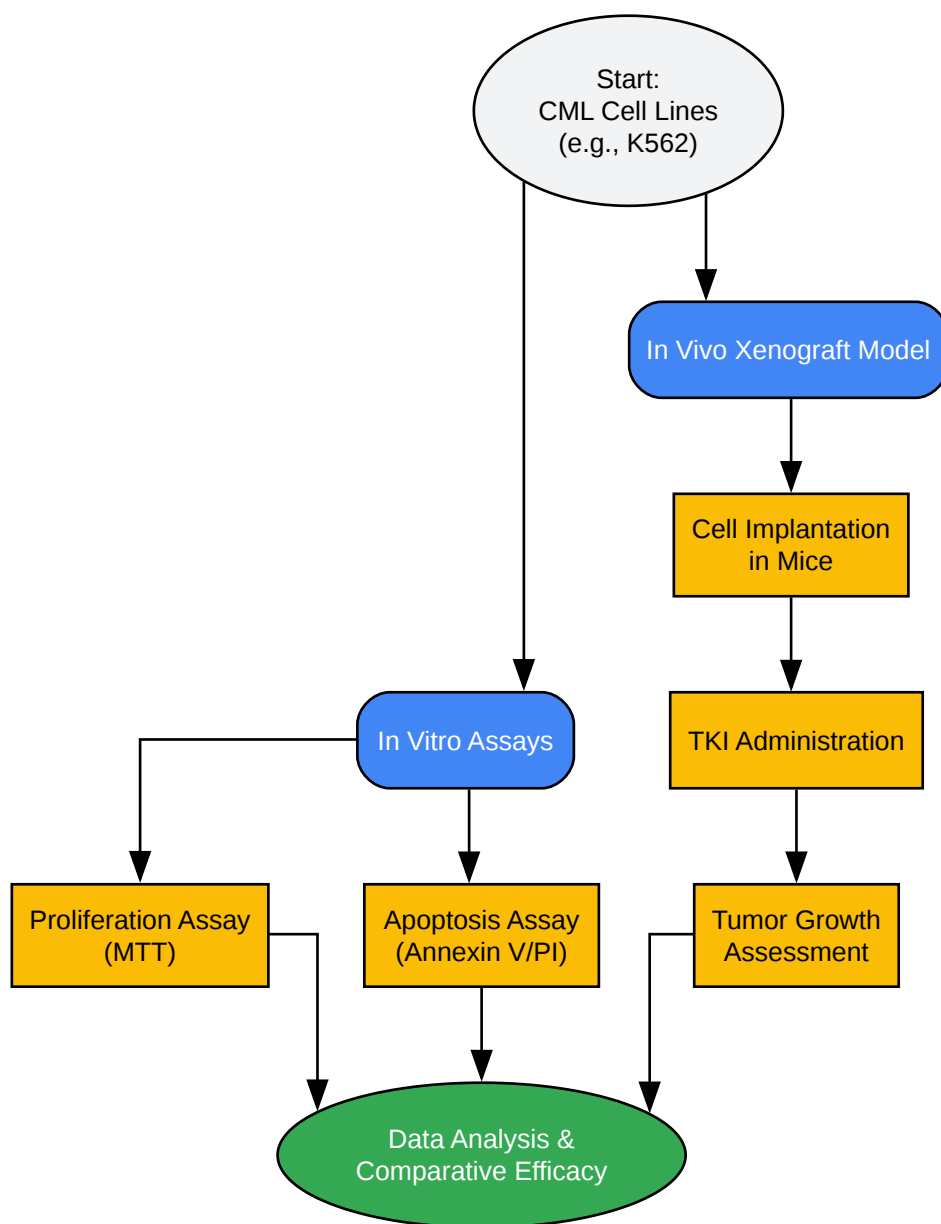 Start:
CML Cell Lines
(e.g., K562)
In Vivo Xenograft Model
Cell Implantation
in Mice
In Vitro Assays
TKI Administration
Proliferation Assay
(MTT)
Apoptosis Assay
(Annexin V/PI)
Tumor Growth
Assessment
Data Analysis &
Comparative Efficacy